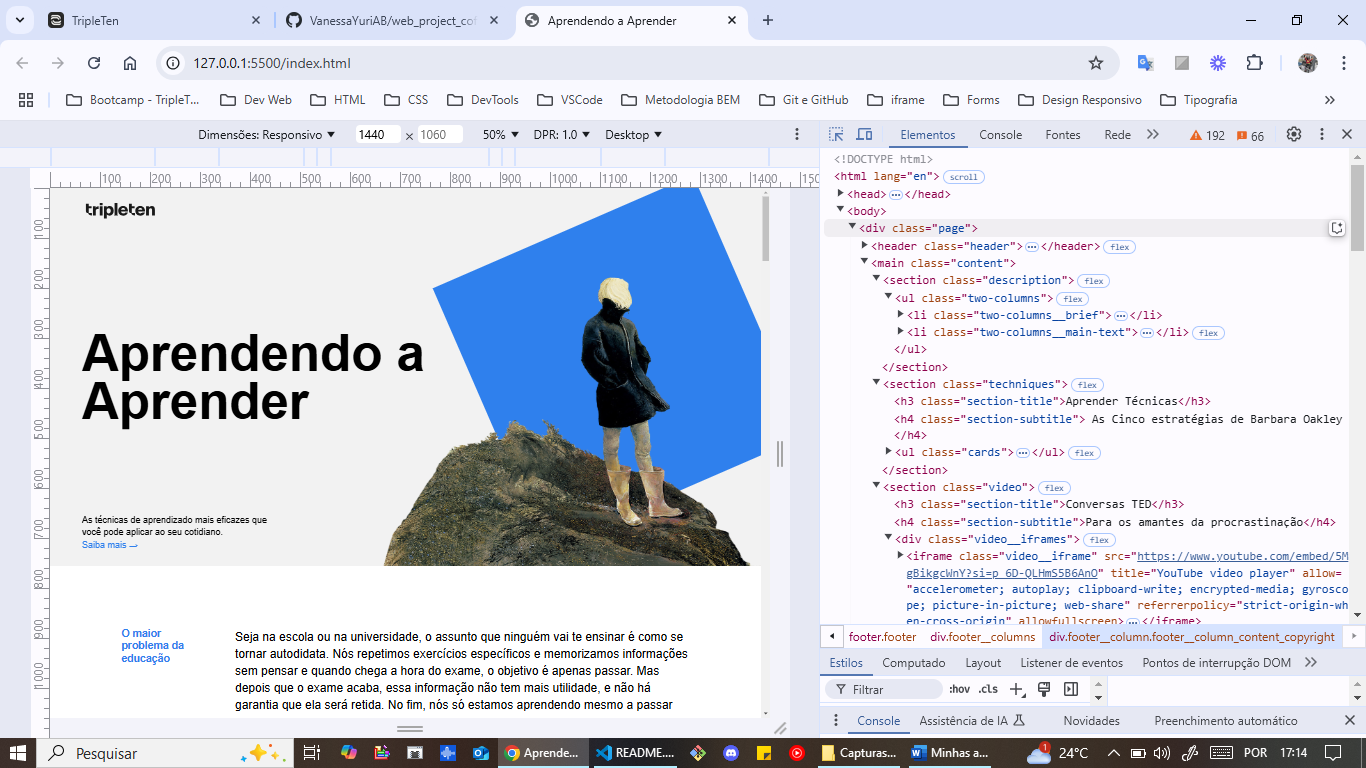 TripleTen
VanessaYuriAB/web_project_cof
Aprendendo a Aprender
127.0.0.1:5500/index.html
Bootcamp - TripleT...
Dev Web
HTML
CSS
DevTools
VSCode
Metodologia BEM
Git e GitHub
iframe
Forms
Design Responsivo
Tipografia
Dimensões: Responsivo
1440
×
1060
50%
DPR: 1.0
Desktop
Elementos
Console
Fontes
Rede
192
66
100 200 300 400 500 600 700 800 900 1000 1100 1200 1300 1400 1500
100
200
300
400
500
600
700
800
900
1000
tripleten
Aprendendo a
Aprender
As técnicas de aprendizado mais eficazes que
você pode aplicar ao seu cotidiano.
Saiba mais →
O maior
problema da
educação
Seja na escola ou na universidade, o assunto que ninguém vai te ensinar é como se
tornar autodidata. Nós repetimos exercícios específicos e memorizamos informações
sem pensar e quando chega a hora do exame, o objetivo é apenas passar. Mas
depois que o exame acaba, essa informação não tem mais utilidade, e não há
garantia que ela será retida. No fim, nós só estamos aprendendo mesmo a passar
<!DOCTYPE html>
<html lang="en"> scroll
<head> ... </head>
<body>
<div class="page">
<header class="header"> ... </header> flex
<main class="content">
<section class="description"> flex
<ul class="two-columns"> flex
<li class="two-columns__brief"> ... </li>
<li class="two-columns__main-text"> ... </li> flex
</ul>
</section>
<section class="techniques"> flex
<h3 class="section-title">Aprender Técnicas</h3>
<h4 class="section-subtitle"> As Cinco estratégias de Barbara Oakley
</h4>
<ul class="cards"> ... </ul> flex
</section>
<section class="video"> flex
<h3 class="section-title">Conversas TED</h3>
<h4 class="section-subtitle">Para os amantes da procrastinação</h4>
<div class="video__iframes"> flex
<iframe class="video__iframe" src="https://www.youtube.com/embed/5M
gBikgcWnY?si=p_6D-QLHmS5B6AnO" title="YouTube video player" allow=
"accelerometer; autoplay; clipboard-write; encrypted-media; gyrosco
pe; picture-in-picture; web-share" referrerpolicy="strict-origin-wh
en-cross-origin" allowfullscreen> ... </iframe>
footer.footer
div.footer__columns
div.footer__column.footer__column_content_copyright
Estilos
Computado
Layout
Listener de eventos
Pontos de interrupção DOM
Filtrar
:hov
.cls
Console
Assistência de IA
Novidades
Preenchimento automático
Pesquisar
Aprende...
README....
Capturas...
Minhas a...
1
24°C
POR
17:14